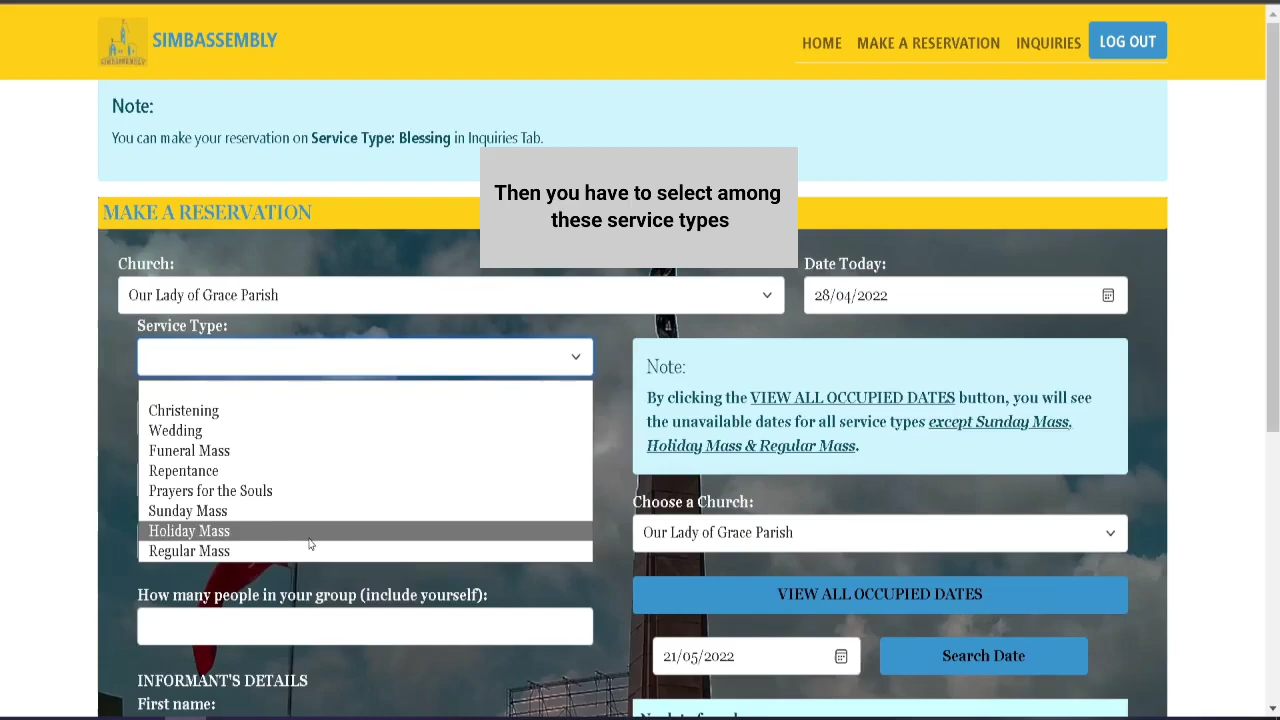 SIMBASSEMBLY
HOME
MAKE A RESERVATION
INQUIRIES
LOG OUT
Note:
You can make your reservation on Service Type: Blessing in Inquiries Tab.
Then you have to select among
these service types
MAKE A RESERVATION
Church:
Our Lady of Grace Parish
Date Today:
28/04/2022
Service Type:
Christening
Wedding
Funeral Mass
Repentance
Prayers for the Souls
Sunday Mass
Holiday Mass
Regular Mass
How many people in your group (include yourself):
INFORMANT'S DETAILS
First name:
Note:
By clicking the VIEW ALL OCCUPIED DATES button, you will see
the unavailable dates for all service types except Sunday Mass,
Holiday Mass & Regular Mass.
Choose a Church:
Our Lady of Grace Parish
VIEW ALL OCCUPIED DATES
21/05/2022
Search Date